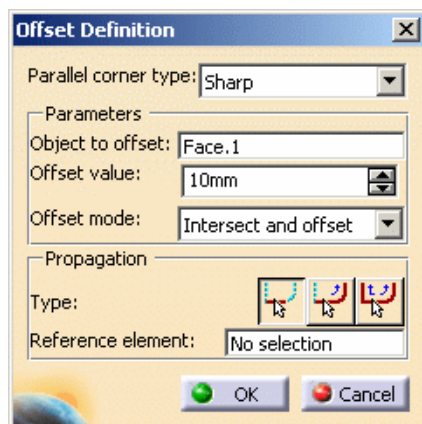 Offset Definition
Parallel corner type: Sharp
Parameters
Object to offset: Face.1
Offset value: 10mm
Offset mode: Intersect and offset
Propagation
Type:
Reference element: No selection
OK Cancel